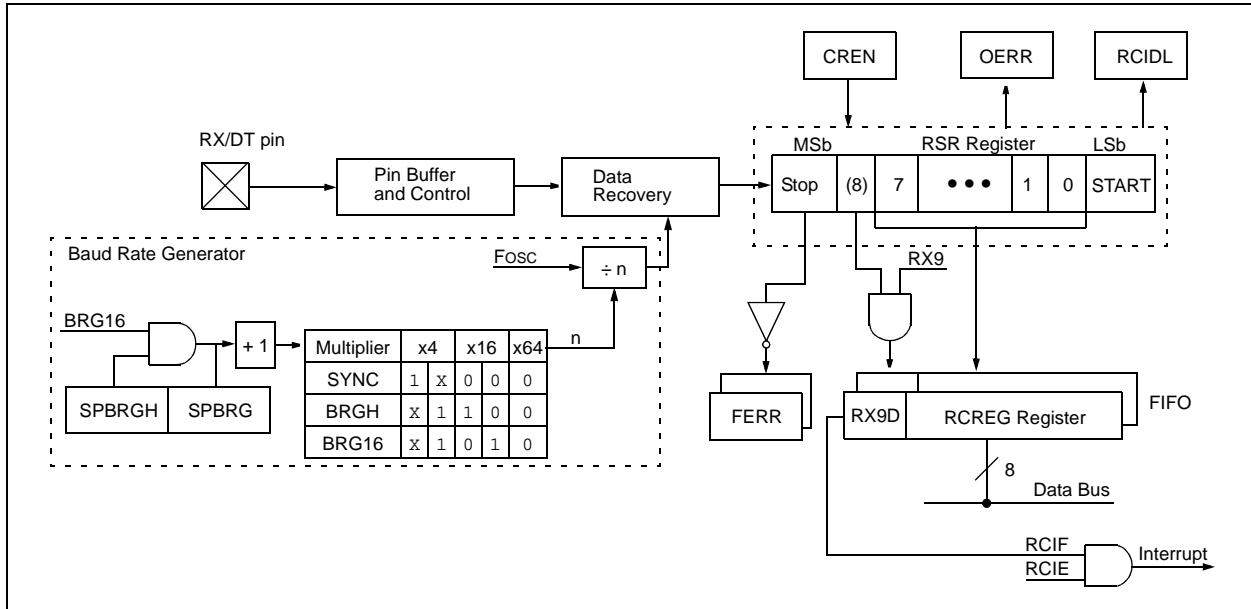 CREN
OERR
RCIDL
RX/DT pin
MSb
RSR Register
LSb
Pin Buffer
and Control
Data
Recovery
Stop (8) 7 ••• 1 0 START
Baud Rate Generator
FOSC
÷ n
RX9
BRG16
+ 1
n
Multiplier x4 x16 x64
SYNC 1 X 0 0 0
BRGH X 1 1 0 0
BRG16 X 1 0 1 0
SPBRGH SPBRG
FERR
RX9D RCREG Register
FIFO
8
Data Bus
RCIF
RCIE
Interrupt